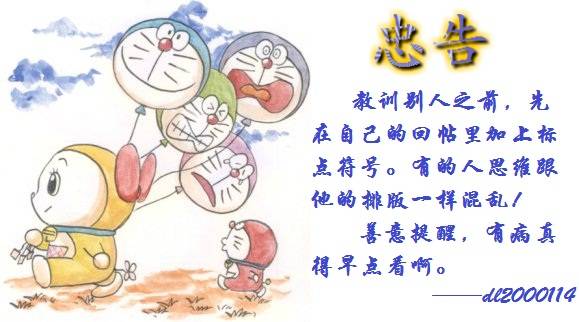 忠告
教训别人之前，先
在自己的回帖里加上标
点符号。有的人思维跟
他的排版一样混乱！
善意提醒，有病真
得早点看啊。
——dl2000114